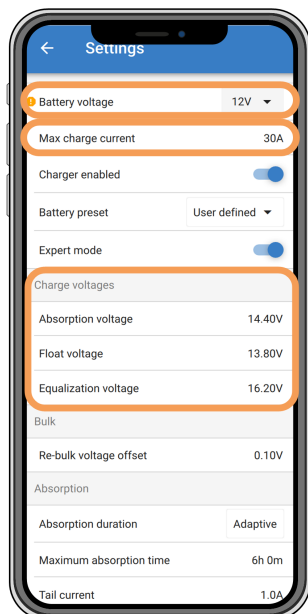 Settings
Battery voltage 12V
Max charge current 30A
Charger enabled
Battery preset User defined
Expert mode
Charge voltages
Absorption voltage 14.40V
Float voltage 13.80V
Equalization voltage 16.20V
Bulk
Re-bulk voltage offset 0.10V
Absorption
Absorption duration Adaptive
Maximum absorption time 6h 0m
Tail current 1.0A